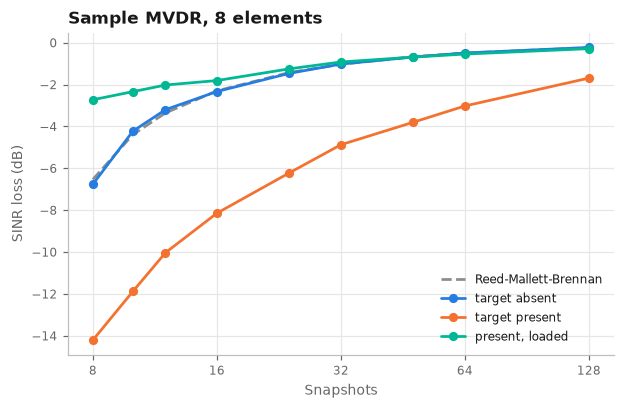 Sample MVDR, 8 elements
0
−2
−4
−6
−8
−10
−12
−14
SINR loss (dB)
Reed-Mallett-Brennan
target absent
target present
present, loaded
8
16
32
64
128
Snapshots